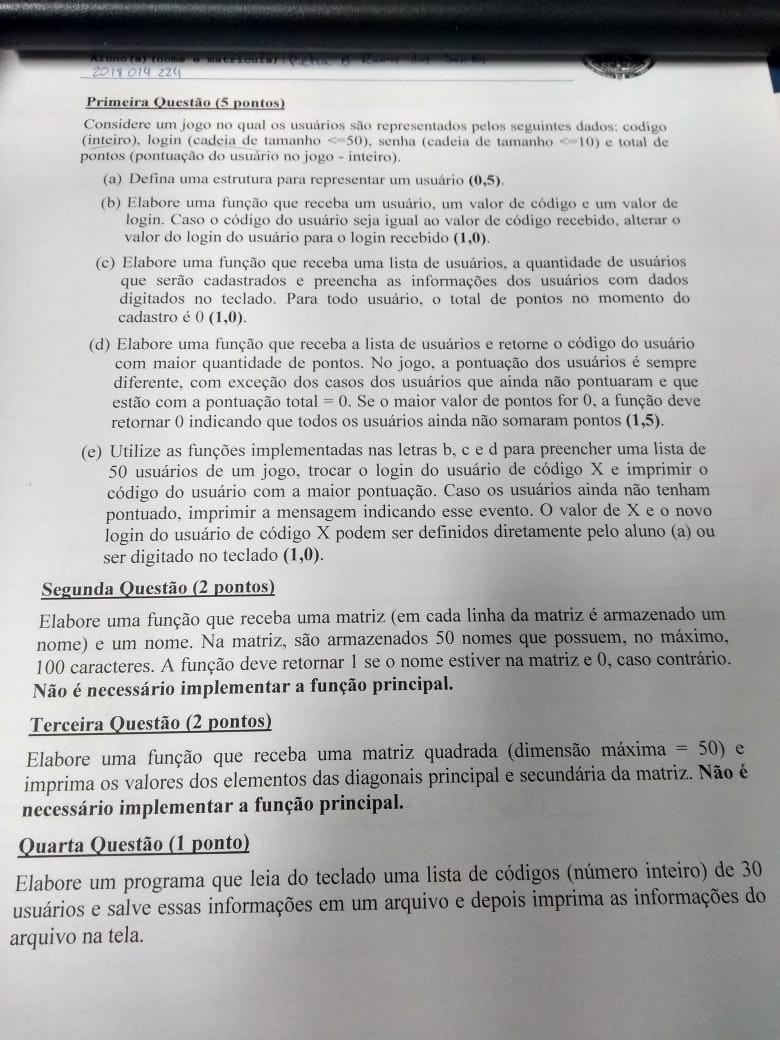 Aluno(a) (nome e matrícula)
2018 014 224
Primeira Questão (5 pontos)
Considere um jogo no qual os usuários são representados pelos seguintes dados: codigo
(inteiro), login (cadeia de tamanho <=50), senha (cadeia de tamanho <=10) e total de
pontos (pontuação do usuário no jogo - inteiro).
(a) Defina uma estrutura para representar um usuário (0,5).
(b) Elabore uma função que receba um usuário, um valor de código e um valor de
login. Caso o código do usuário seja igual ao valor de código recebido, alterar o
valor do login do usuário para o login recebido (1,0).
(c) Elabore uma função que receba uma lista de usuários, a quantidade de usuários
que serão cadastrados e preencha as informações dos usuários com dados
digitados no teclado. Para todo usuário, o total de pontos no momento do
cadastro é 0 (1,0).
(d) Elabore uma função que receba a lista de usuários e retorne o código do usuário
com maior quantidade de pontos. No jogo, a pontuação dos usuários é sempre
diferente, com exceção dos casos dos usuários que ainda não pontuaram e que
estão com a pontuação total = 0. Se o maior valor de pontos for 0, a função deve
retornar 0 indicando que todos os usuários ainda não somaram pontos (1,5).
(e) Utilize as funções implementadas nas letras b, c e d para preencher uma lista de
50 usuários de um jogo, trocar o login do usuário de código X e imprimir o
código do usuário com a maior pontuação. Caso os usuários ainda não tenham
pontuado, imprimir a mensagem indicando esse evento. O valor de X e o novo
login do usuário de código X podem ser definidos diretamente pelo aluno (a) ou
ser digitado no teclado (1,0).
Segunda Questão (2 pontos)
Elabore uma função que receba uma matriz (em cada linha da matriz é armazenado um
nome) e um nome. Na matriz, são armazenados 50 nomes que possuem, no máximo,
100 caracteres. A função deve retornar 1 se o nome estiver na matriz e 0, caso contrário.
Não é necessário implementar a função principal.
Terceira Questão (2 pontos)
Elabore uma função que receba uma matriz quadrada (dimensão máxima = 50) e
imprima os valores dos elementos das diagonais principal e secundária da matriz. Não é
necessário implementar a função principal.
Quarta Questão (1 ponto)
Elabore um programa que leia do teclado uma lista de códigos (número inteiro) de 30
usuários e salve essas informações em um arquivo e depois imprima as informações do
arquivo na tela.